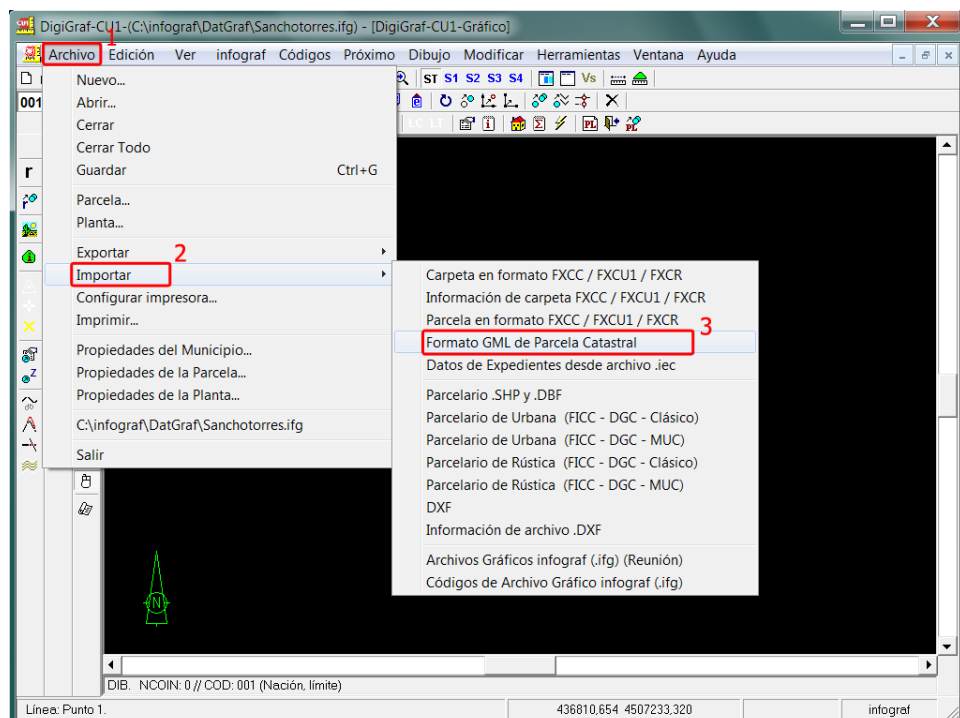 DigiGraf-CU1-(C:\infograf\DatGraf\Sanchotorres.ifg) - [DigiGraf-CU1-Gráfico]
1
Archivo Edición Ver infograf Códigos Próximo Dibujo Modificar Herramientas Ventana Ayuda
ST S1 S2 S3 S4 Vs
001
LC LT PL PL
r
Nuevo...
Abrir...
Cerrar
Cerrar Todo
Guardar Ctrl+G
Parcela...
Planta...
Exportar 2
Importar
Configurar impresora...
Imprimir...
Propiedades del Municipio...
Propiedades de la Parcela...
Propiedades de la Planta...
C:\infograf\DatGraf\Sanchotorres.ifg
Salir
Carpeta en formato FXCC / FXCU1 / FXCR
Información de carpeta FXCC / FXCU1 / FXCR
Parcela en formato FXCC / FXCU1 / FXCR
3
Formato GML de Parcela Catastral
Datos de Expedientes desde archivo .iec
Parcelario .SHP y .DBF
Parcelario de Urbana (FICC - DGC - Clásico)
Parcelario de Urbana (FICC - DGC - MUC)
Parcelario de Rústica (FICC - DGC - Clásico)
Parcelario de Rústica (FICC - DGC - MUC)
DXF
Información de archivo .DXF
Archivos Gráficos infograf (.ifg) (Reunión)
Códigos de Archivo Gráfico infograf (.ifg)
N
DIB. NCOIN: 0 // COD: 001 (Nación, límite)
Línea: Punto 1. 436810,654 4507233,320 infograf